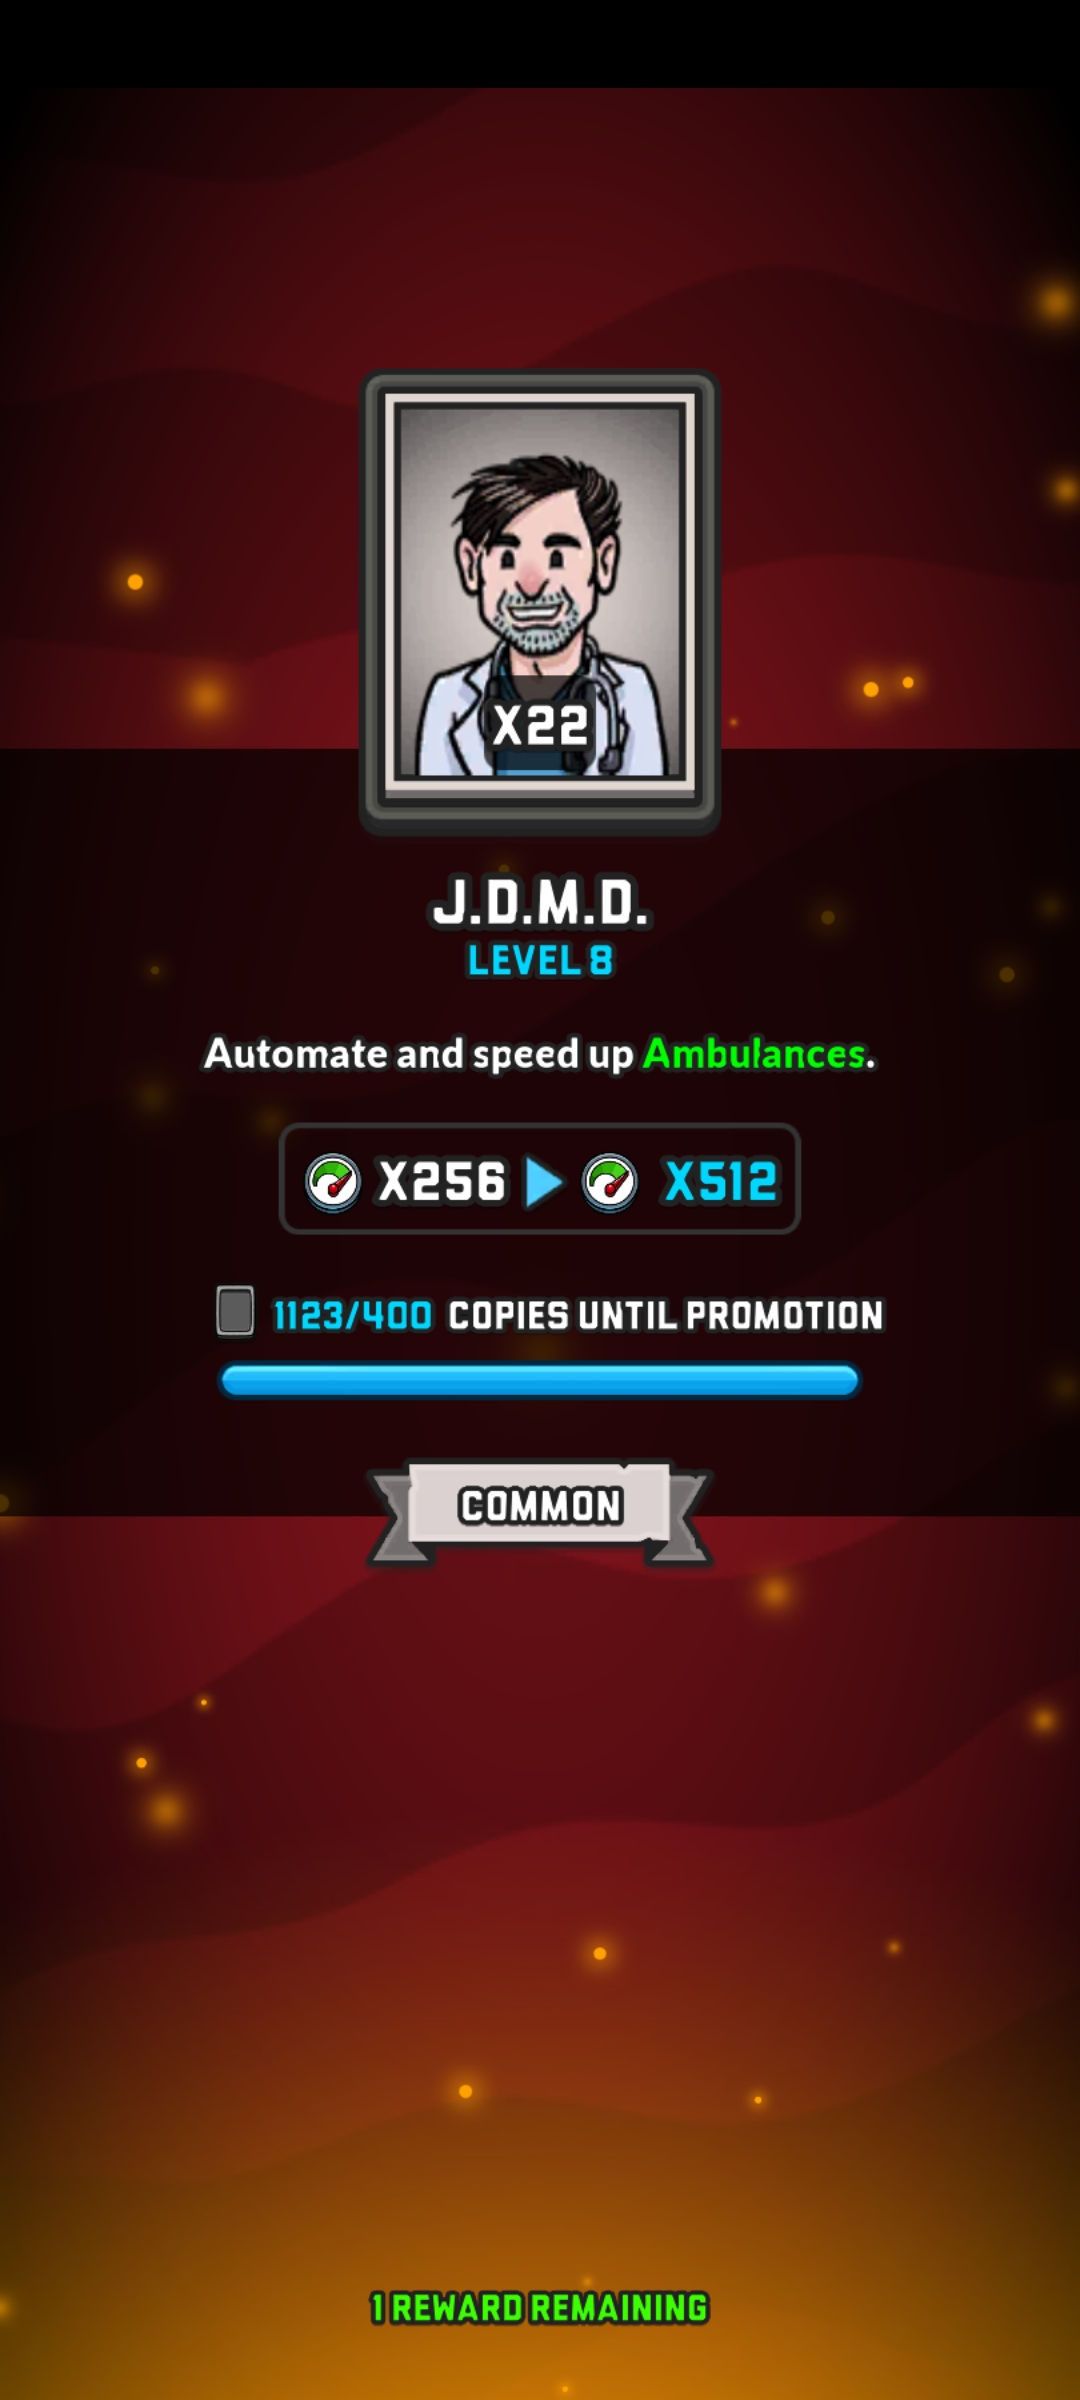 X22
J.D.M.D.
LEVEL 8
Automate and speed up Ambulances.
X256 X512
1123/400 COPIES UNTIL PROMOTION
COMMON
1 REWARD REMAINING